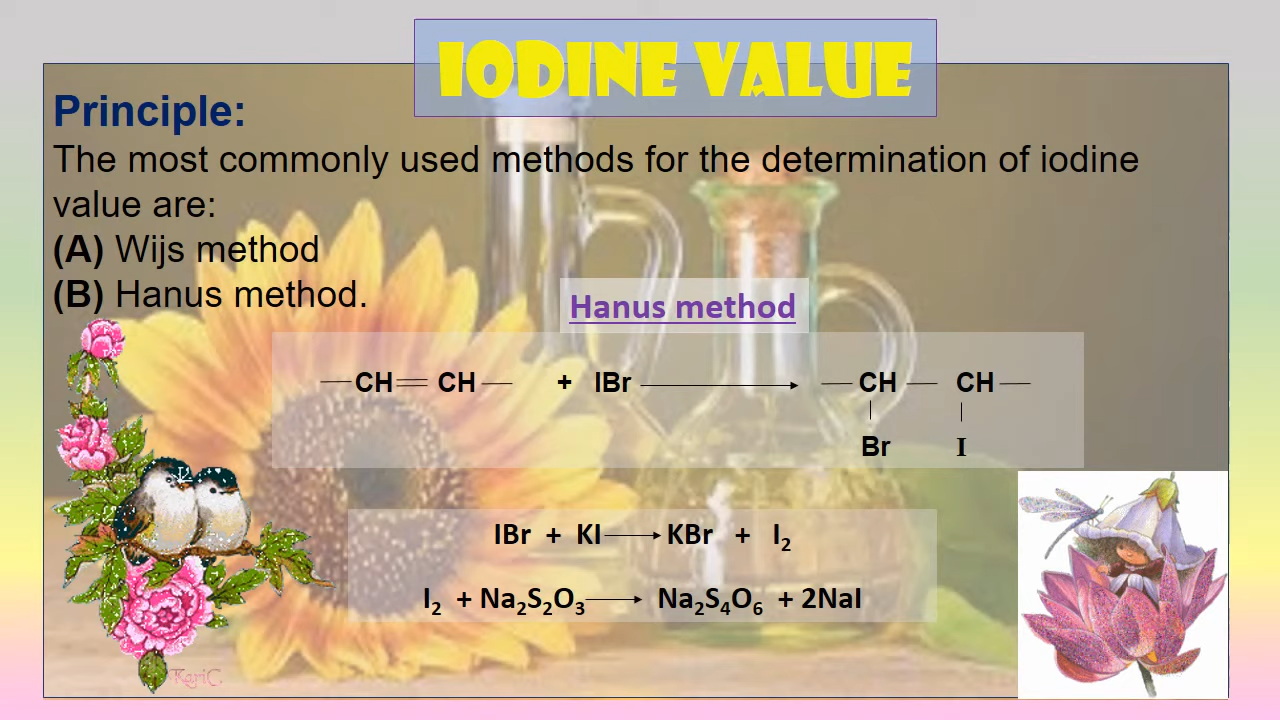 IODINE VALUE
Principle:
The most commonly used methods for the determination of iodine
value are:
(A) Wijs method
(B) Hanus method.
Hanus method
—CH═CH— + IBr ⟶ —CH—CH—
Br I
IBr + KI ⟶ KBr + I₂
I₂ + Na₂S₂O₃ ⟶ Na₂S₄O₆ + 2NaI
KariC